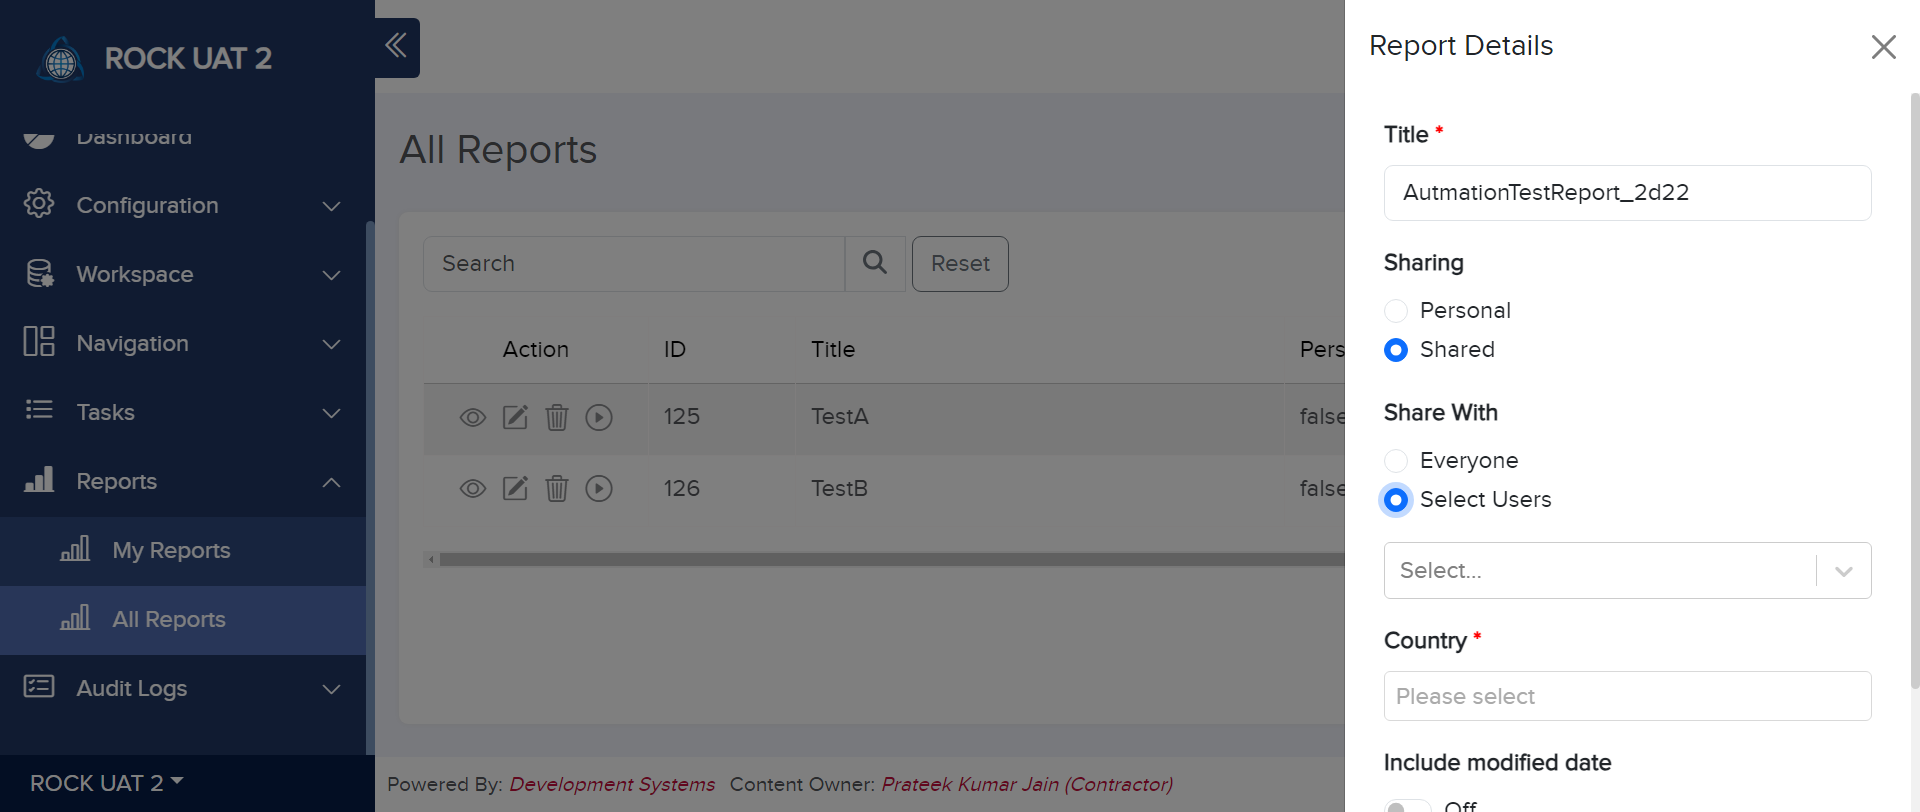 ROCK UAT 2
Dashboard
Configuration
Workspace
Navigation
Tasks
Reports
My Reports
All Reports
Audit Logs
ROCK UAT 2
All Reports
Search
Reset
Action ID Title Pers
125 TestA false
126 TestB false
Powered By: Development Systems Content Owner: Prateek Kumar Jain (Contractor)
Report Details
Title *
AutmationTestReport_2d22
Sharing
Personal
Shared
Share With
Everyone
Select Users
Select...
Country *
Please select
Include modified date
Off